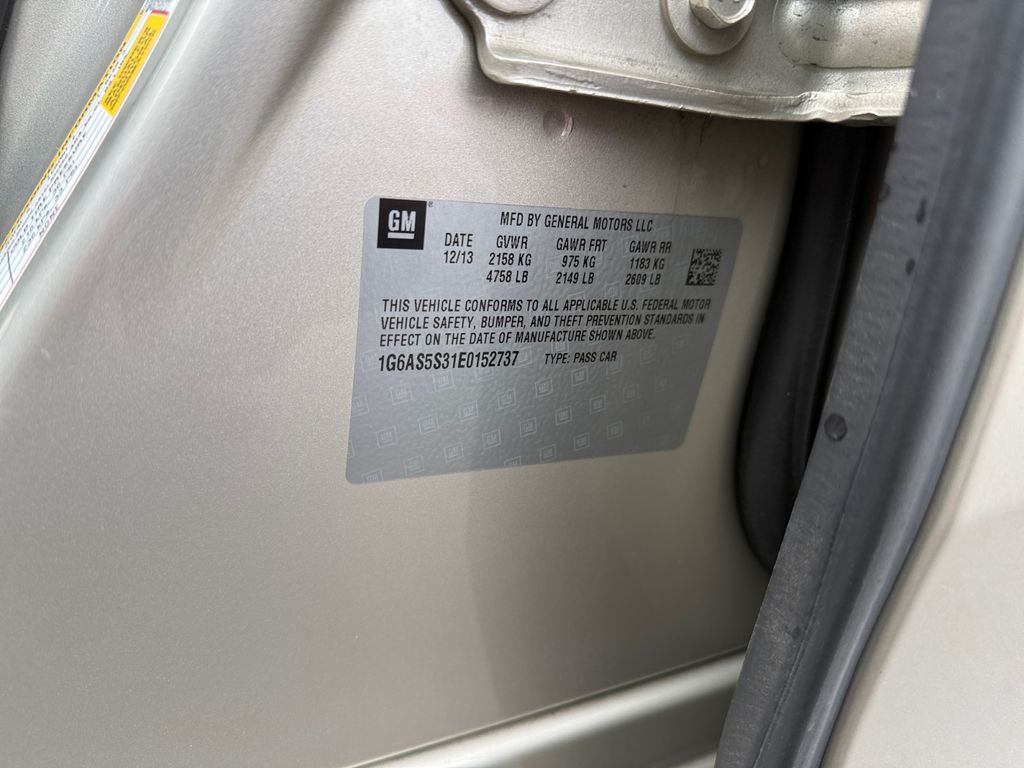 GM
MFD BY GENERAL MOTORS LLC
DATE GVWR GAWR FRT GAWR RR
12/13 2158 KG 975 KG 1183 KG
4758 LB 2149 LB 2609 LB
THIS VEHICLE CONFORMS TO ALL APPLICABLE U.S. FEDERAL MOTOR
VEHICLE SAFETY, BUMPER, AND THEFT PREVENTION STANDARDS IN
EFFECT ON THE DATE OF MANUFACTURE SHOWN ABOVE.
1G6AS5S31E0152737 TYPE: PASS CAR